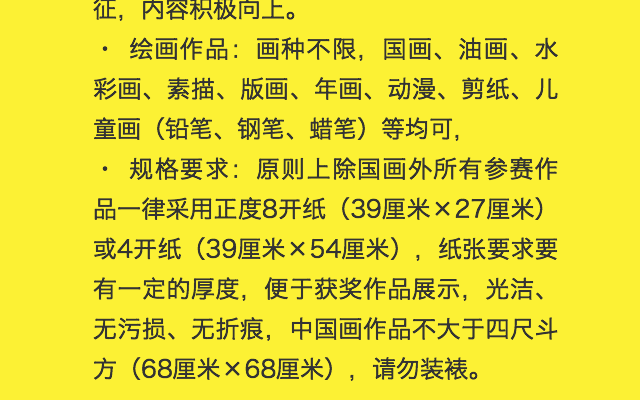 征，内容积极向上。
· 绘画作品：画种不限，国画、油画、水
彩画、素描、版画、年画、动漫、剪纸、儿
童画（铅笔、钢笔、蜡笔）等均可，
· 规格要求：原则上除国画外所有参赛作
品一律采用正度8开纸（39厘米×27厘米）
或4开纸（39厘米×54厘米），纸张要求要
有一定的厚度，便于获奖作品展示，光洁、
无污损、无折痕，中国画作品不大于四尺斗
方（68厘米×68厘米），请勿装裱。